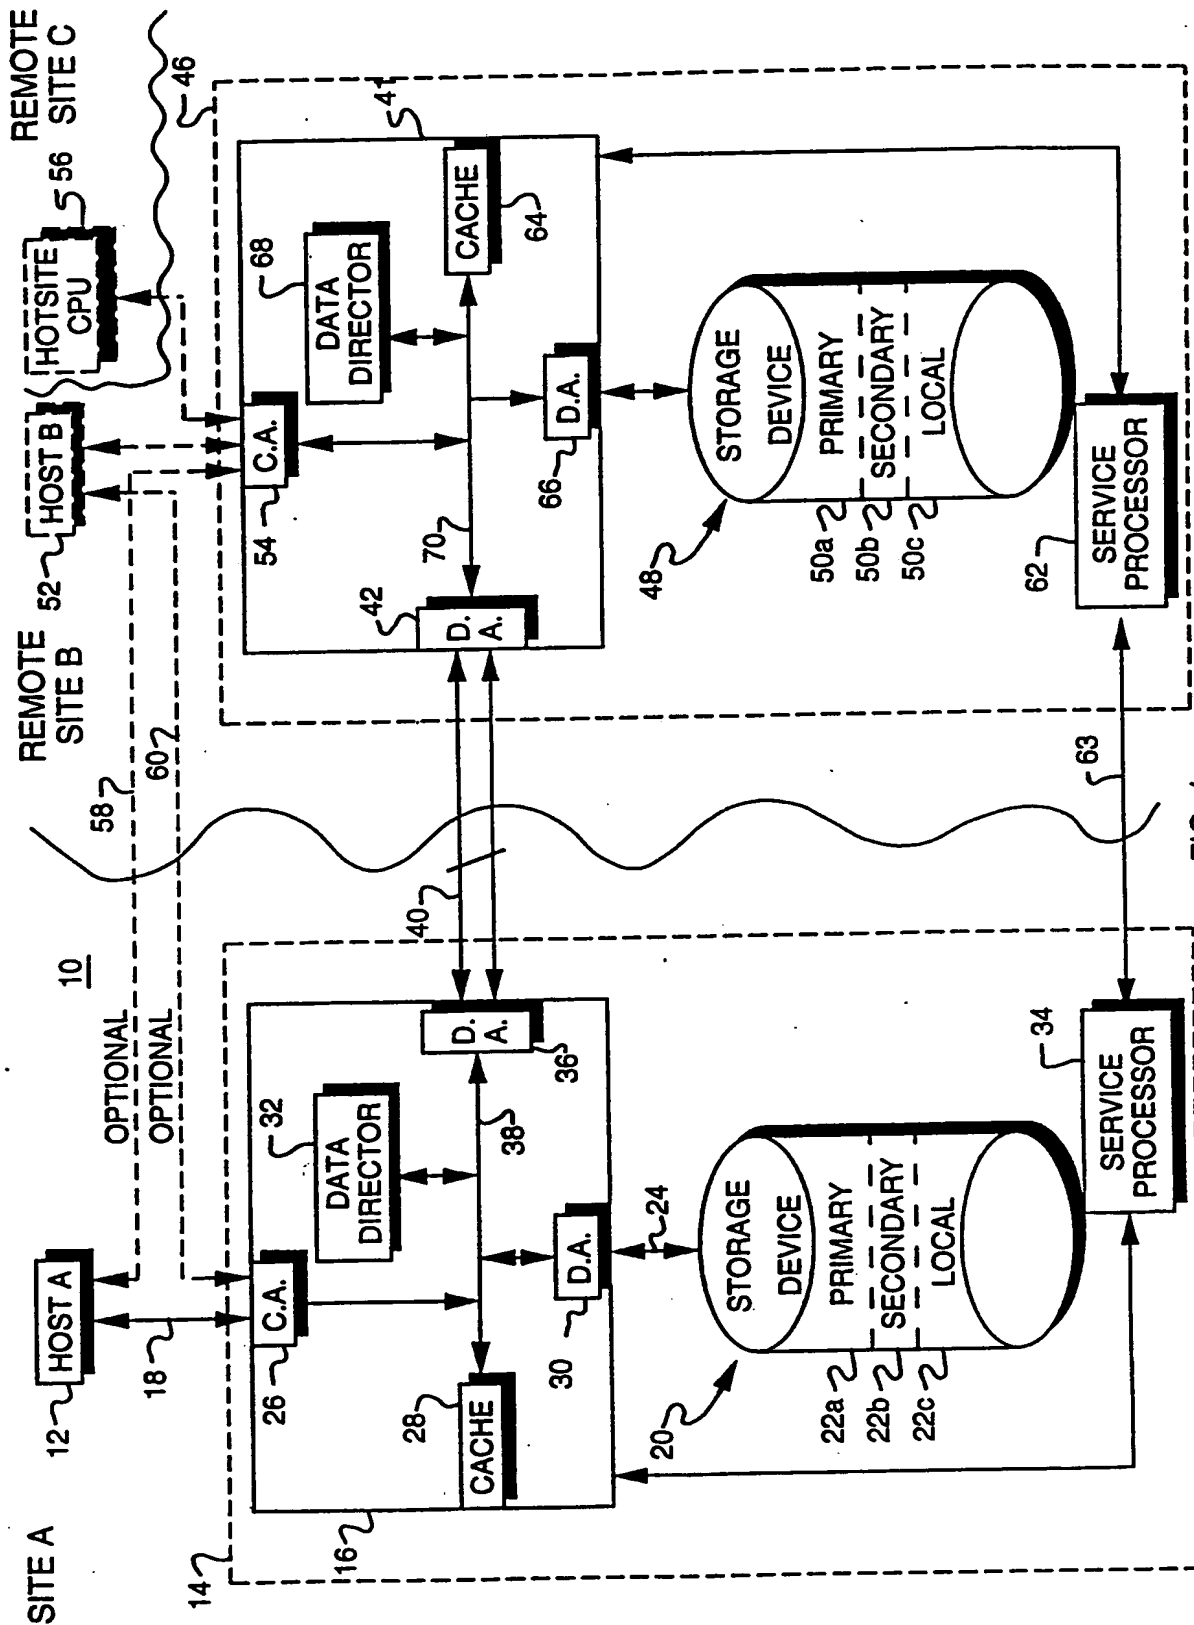 SITE A
10
REMOTE
SITE B
REMOTE
SITE C
12
HOST A
18
OPTIONAL
OPTIONAL
58
60
52
HOST B
HOTSITE
CPU
56
46
14
16
26
C.A.
32
DATA
DIRECTOR
28
CACHE
38
D.
A.
36
30
D.A.
24
40
20
STORAGE
DEVICE
PRIMARY
SECONDARY
LOCAL
22a
22b
22c
34
SERVICE
PROCESSOR
63
41
54
C.A.
68
DATA
DIRECTOR
CACHE
64
70
42
D.
A.
66
D.A.
48
STORAGE
DEVICE
PRIMARY
SECONDARY
LOCAL
50a
50b
50c
62
SERVICE
PROCESSOR